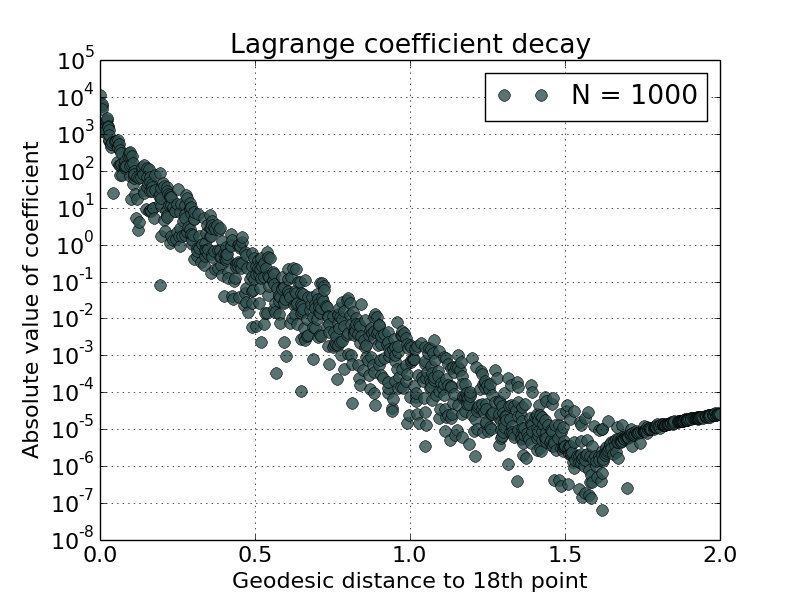 Lagrange coefficient decay
N = 1000
Absolute value of coefficient
10^5
10^4
10^3
10^2
10^1
10^0
10^-1
10^-2
10^-3
10^-4
10^-5
10^-6
10^-7
10^-8
0.0 0.5 1.0 1.5 2.0
Geodesic distance to 18th point